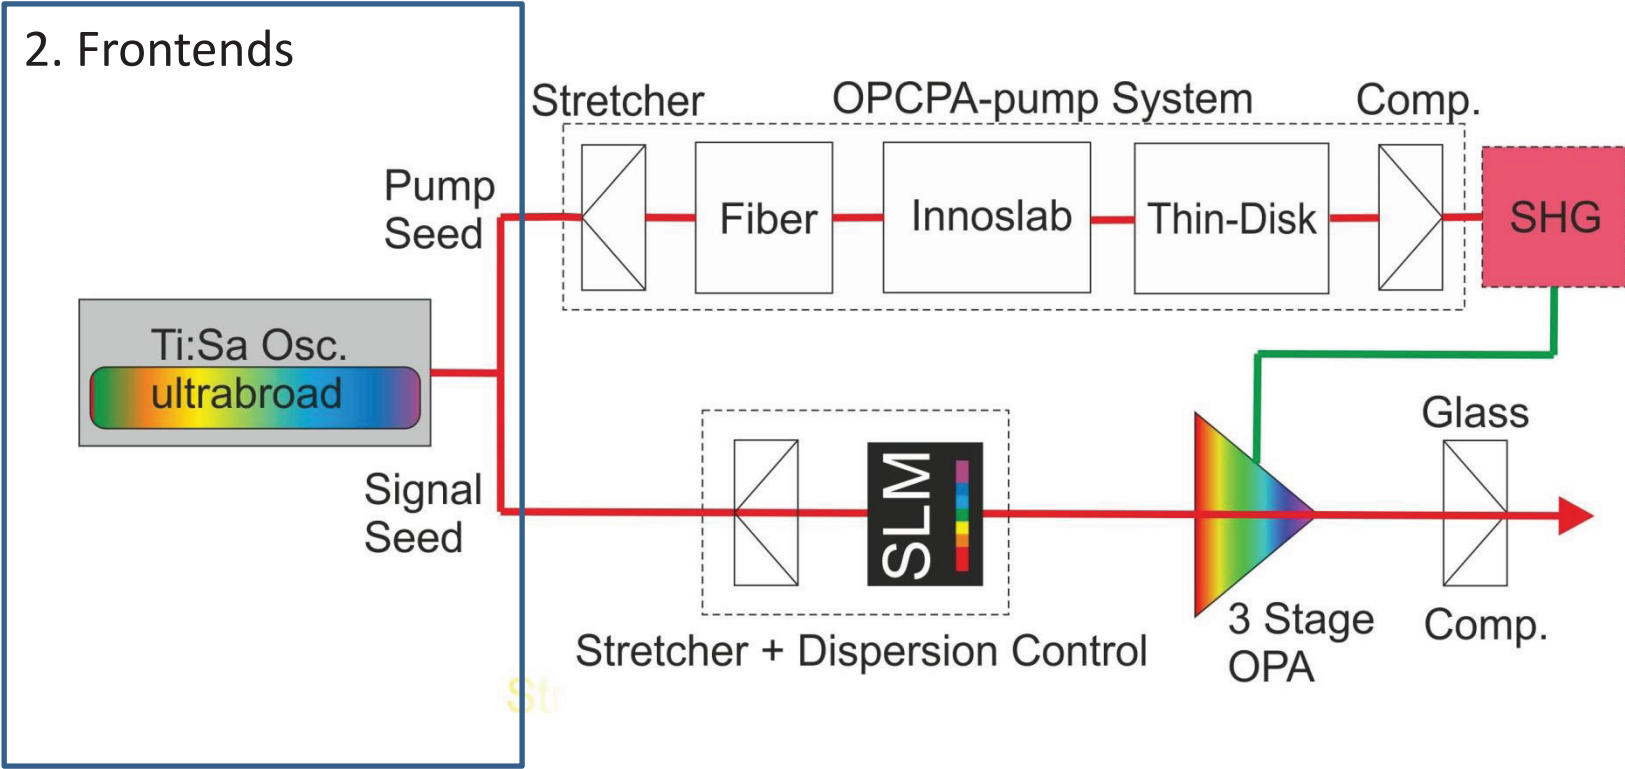 2. Frontends
Stretcher
OPCPA-pump System
Comp.
Pump
Seed
Fiber
Innoslab
Thin-Disk
SHG
Ti:Sa Osc.
ultrabroad
Signal
Seed
SLM
Glass
Comp.
3 Stage
OPA
Stretcher + Dispersion Control
Str